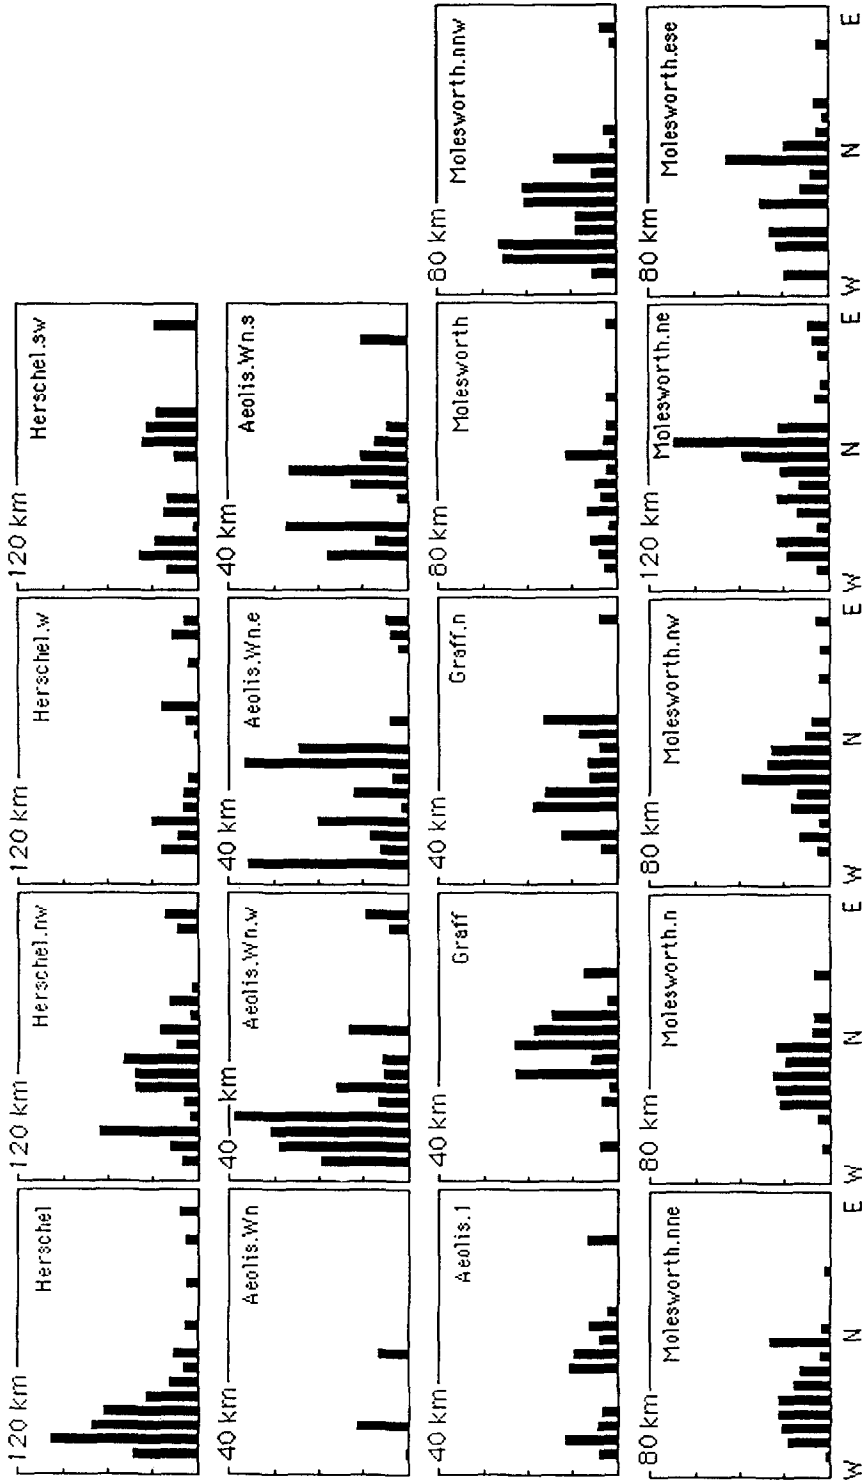 120 km
Herschel
120 km
Herschel.nw
120 km
Herschel.w
120 km
Herschel.sw
40 km
Aeolis.Wn
40 km
Aeolis.Wn.w
40 km
Aeolis.Wn.e
40 km
Aeolis.Wn.s
40 km
Aeolis.1
40 km
Graff
40 km
Graff.n
80 km
Molesworth
80 km
Molesworth.nnw
80 km
Molesworth.nne
80 km
Molesworth.n
80 km
Molesworth.nw
120 km
Molesworth.ne
80 km
Molesworth.ese
W N E W N E W N E W N E W N E